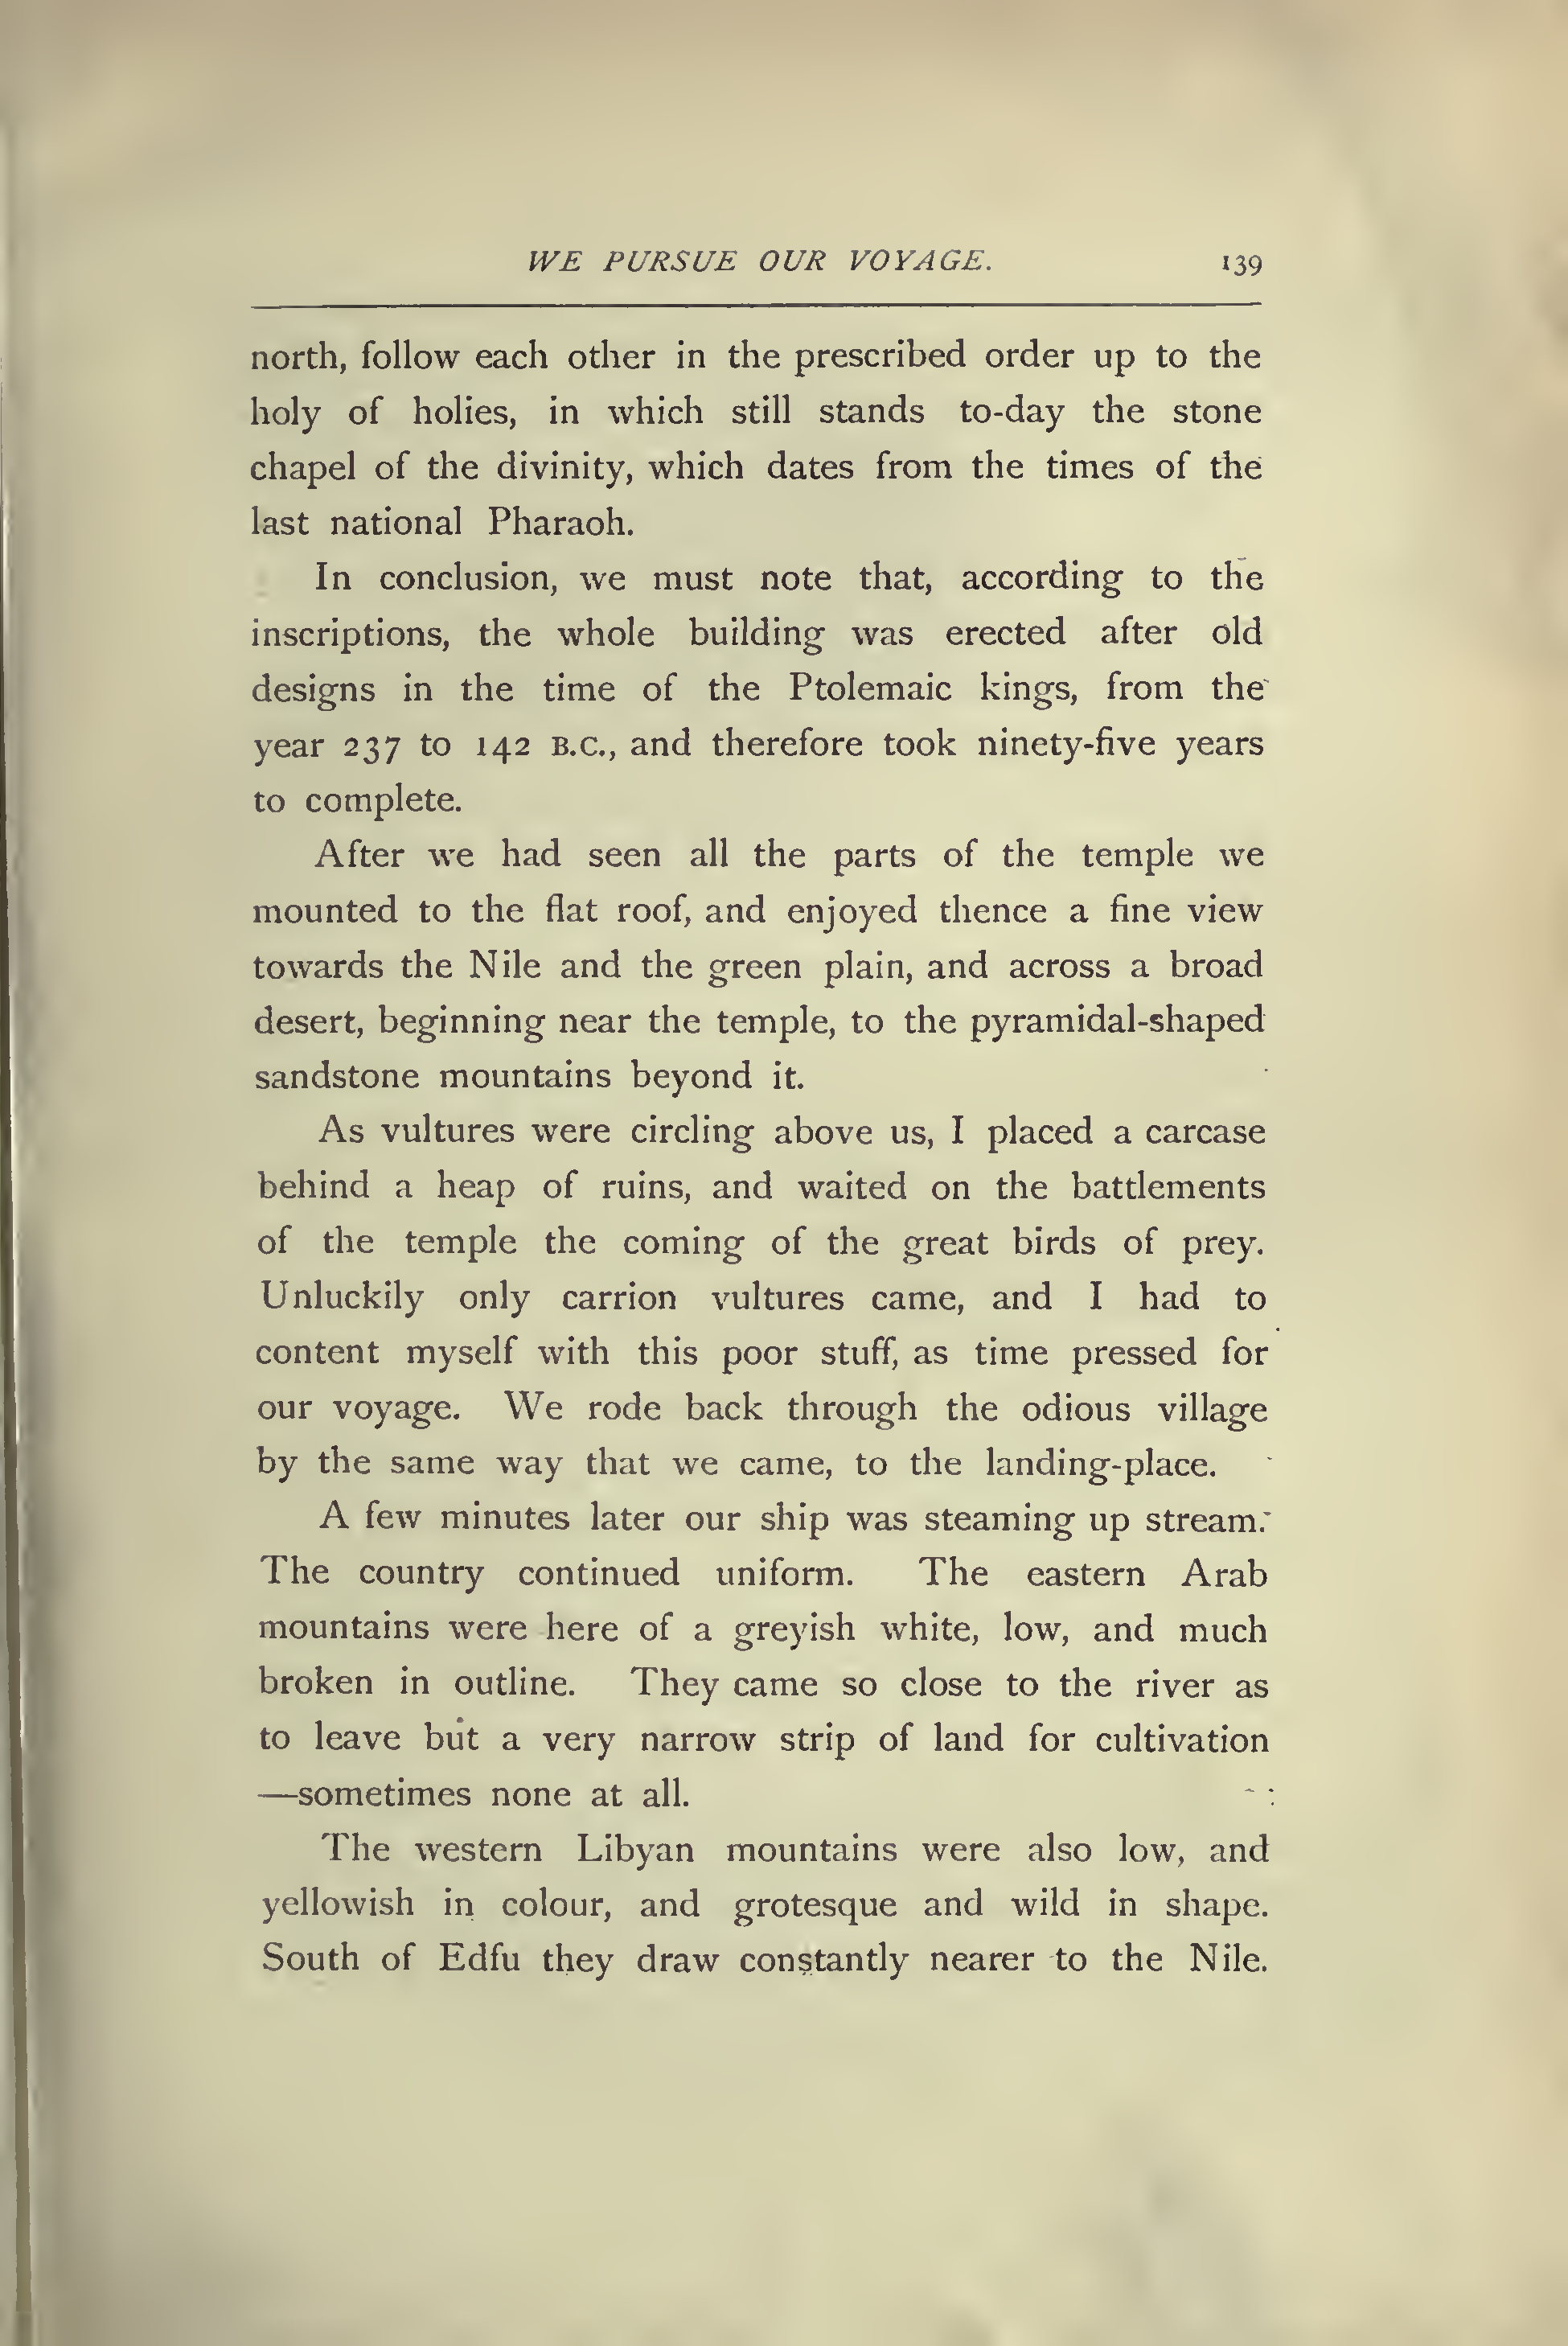 WE PURSUE OUR VOYAGE. 139
north, follow each other in the prescribed order up to the
holy of holies, in which still stands to-day the stone
chapel of the divinity, which dates from the times of the
last national Pharaoh.
In conclusion, we must note that, according to the
inscriptions, the whole building was erected after old
designs in the time of the Ptolemaic kings, from the
year 237 to 142 B.C., and therefore took ninety-five years
to complete.
After we had seen all the parts of the temple we
mounted to the flat roof, and enjoyed thence a fine view
towards the Nile and the green plain, and across a broad
desert, beginning near the temple, to the pyramidal-shaped
sandstone mountains beyond it.
As vultures were circling above us, I placed a carcase
behind a heap of ruins, and waited on the battlements
of the temple the coming of the great birds of prey.
Unluckily only carrion vultures came, and I had to
content myself with this poor stuff, as time pressed for
our voyage. We rode back through the odious village
by the same way that we came, to the landing-place.
A few minutes later our ship was steaming up stream.
The country continued uniform. The eastern Arab
mountains were here of a greyish white, low, and much
broken in outline. They came so close to the river as
to leave but a very narrow strip of land for cultivation
—sometimes none at all.
The western Libyan mountains were also low, and
yellowish in colour, and grotesque and wild in shape.
South of Edfu they draw constantly nearer to the Nile.